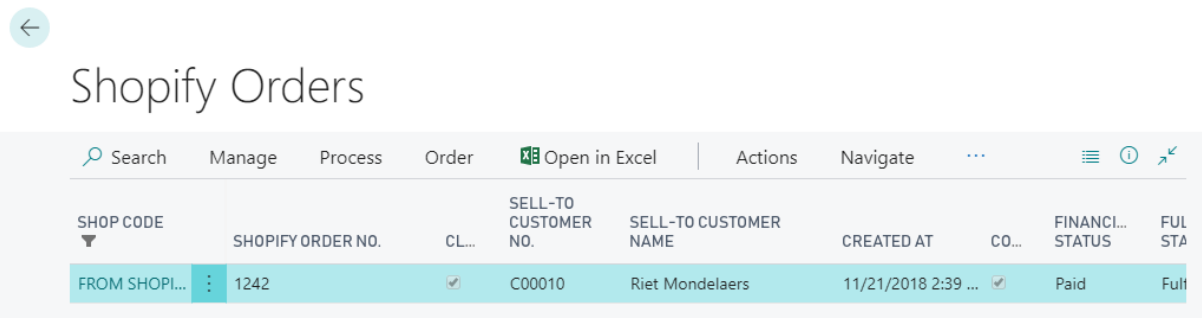 Shopify Orders
Search Manage Process Order Open in Excel Actions Navigate ...
SELL-TO
SHOP CODE CUSTOMER SELL-TO CUSTOMER FINANCI... FUL
SHOPIFY ORDER NO. CL... NO. NAME CREATED AT CO... STATUS STA
FROM SHOPI... 1242 C00010 Riet Mondelaers 11/21/2018 2:39 ... Paid Fulf